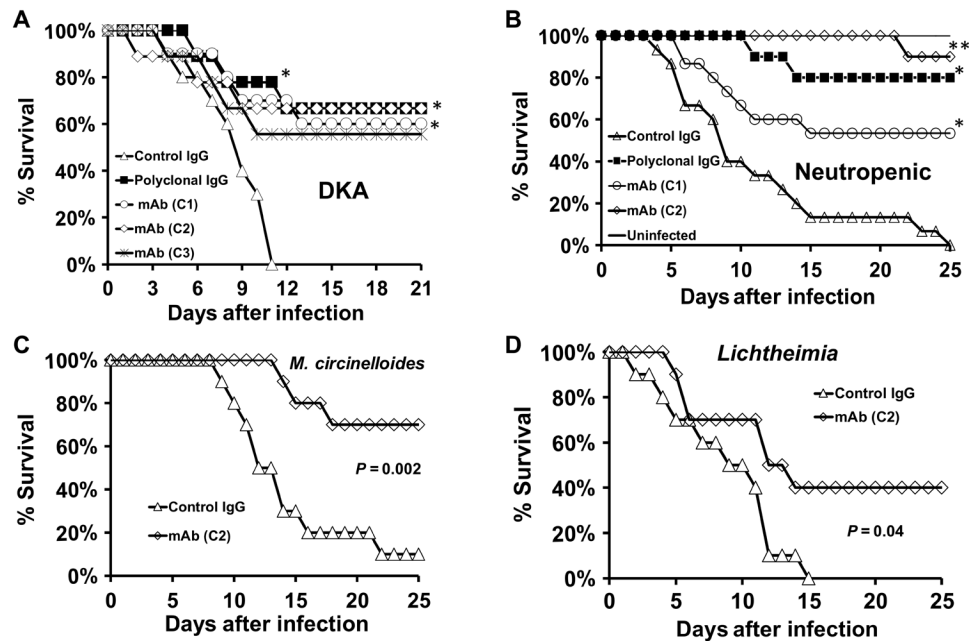 A
% Survival
100%
80%
60%
40%
20%
0%
*
*
*
Control IgG
Polyclonal IgG
mAb (C1)
mAb (C2)
mAb (C3)
DKA
0 3 6 9 12 15 18 21
Days after infection
B
% Survival
100%
80%
60%
40%
20%
0%
**
*
*
Control IgG
Polyclonal IgG
mAb (C1)
mAb (C2)
Uninfected
Neutropenic
0 5 10 15 20 25
Days after infection
C
M. circinelloides
% Survival
100%
80%
60%
40%
20%
0%
P = 0.002
Control IgG
mAb (C2)
0 5 10 15 20 25
Days after infection
D
Lichtheimia
% Survival
100%
80%
60%
40%
20%
0%
Control IgG
mAb (C2)
P = 0.04
0 5 10 15 20 25
Days after infection